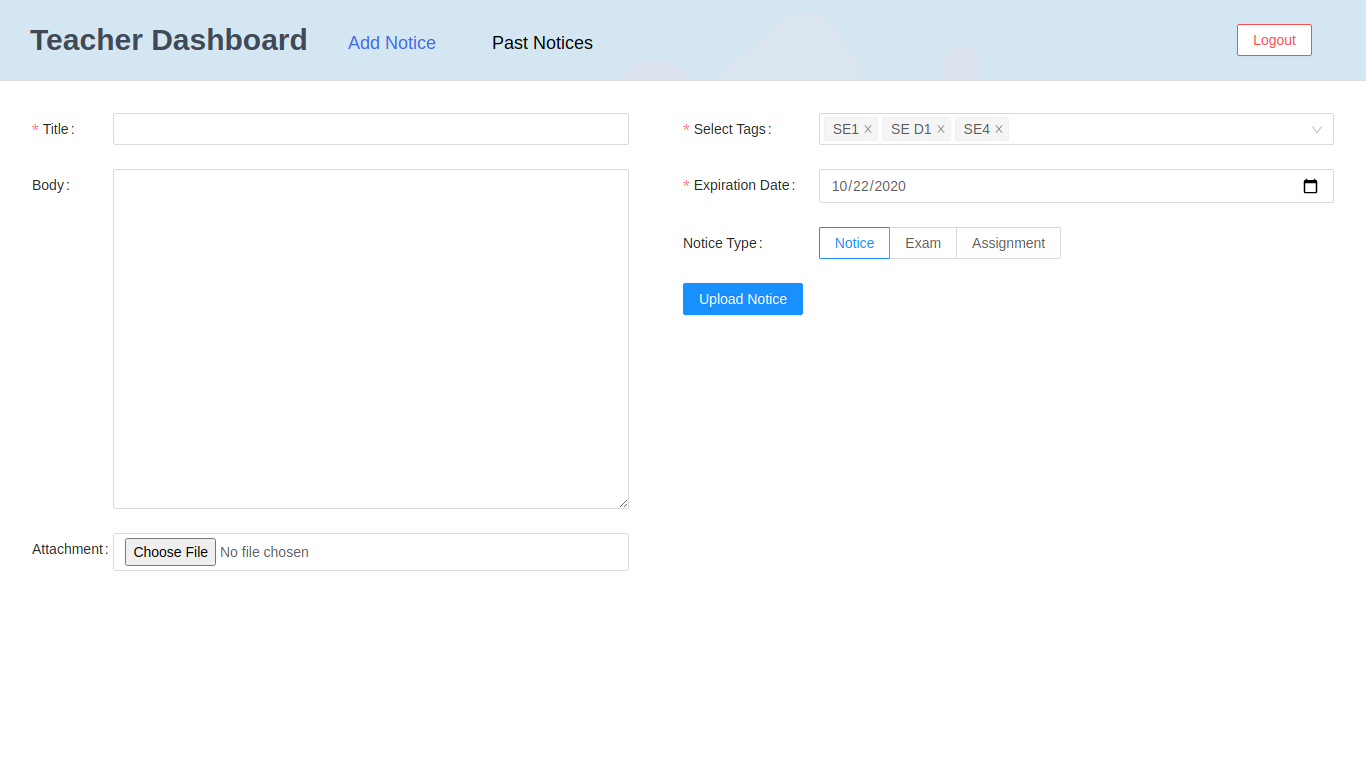 Teacher Dashboard Add Notice Past Notices Logout
* Title:
Body:
Attachment: Choose File No file chosen
* Select Tags: SE1 SE D1 SE4
* Expiration Date: 10/22/2020
Notice Type: Notice Exam Assignment
Upload Notice